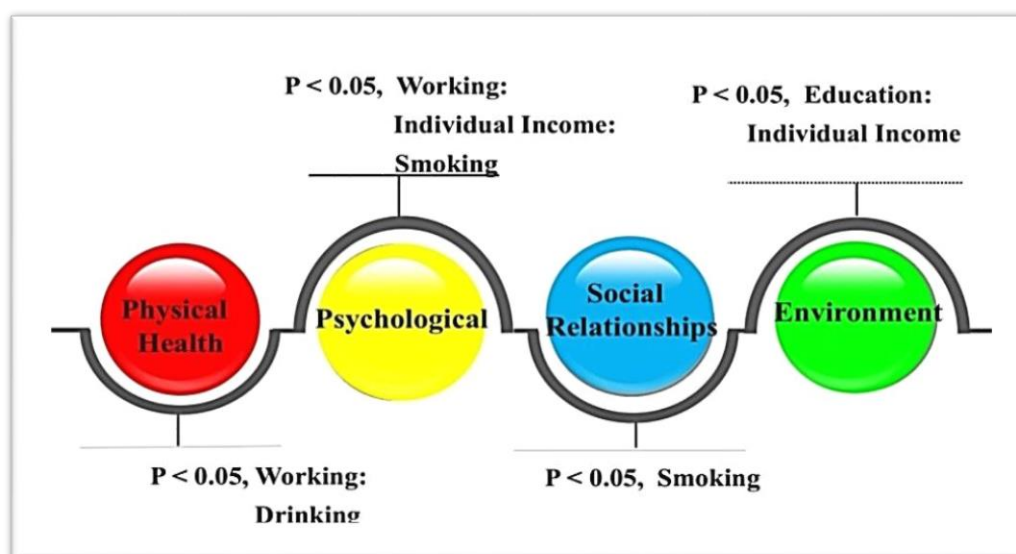 P < 0.05, Working:
Individual Income:
Smoking
P < 0.05, Education:
Individual Income
Physical
Health
Psychological
Social
Relationships
Environment
P < 0.05, Working:
Drinking
P < 0.05, Smoking